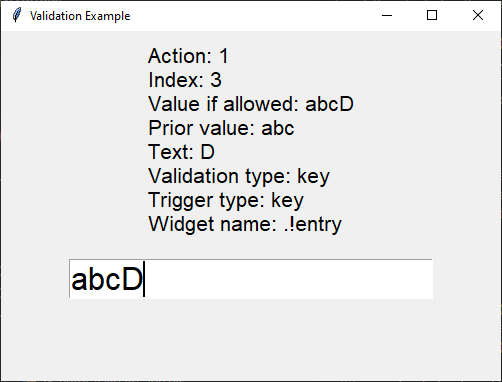 Validation Example
Action: 1
Index: 3
Value if allowed: abcD
Prior value: abc
Text: D
Validation type: key
Trigger type: key
Widget name: .!entry
abcD